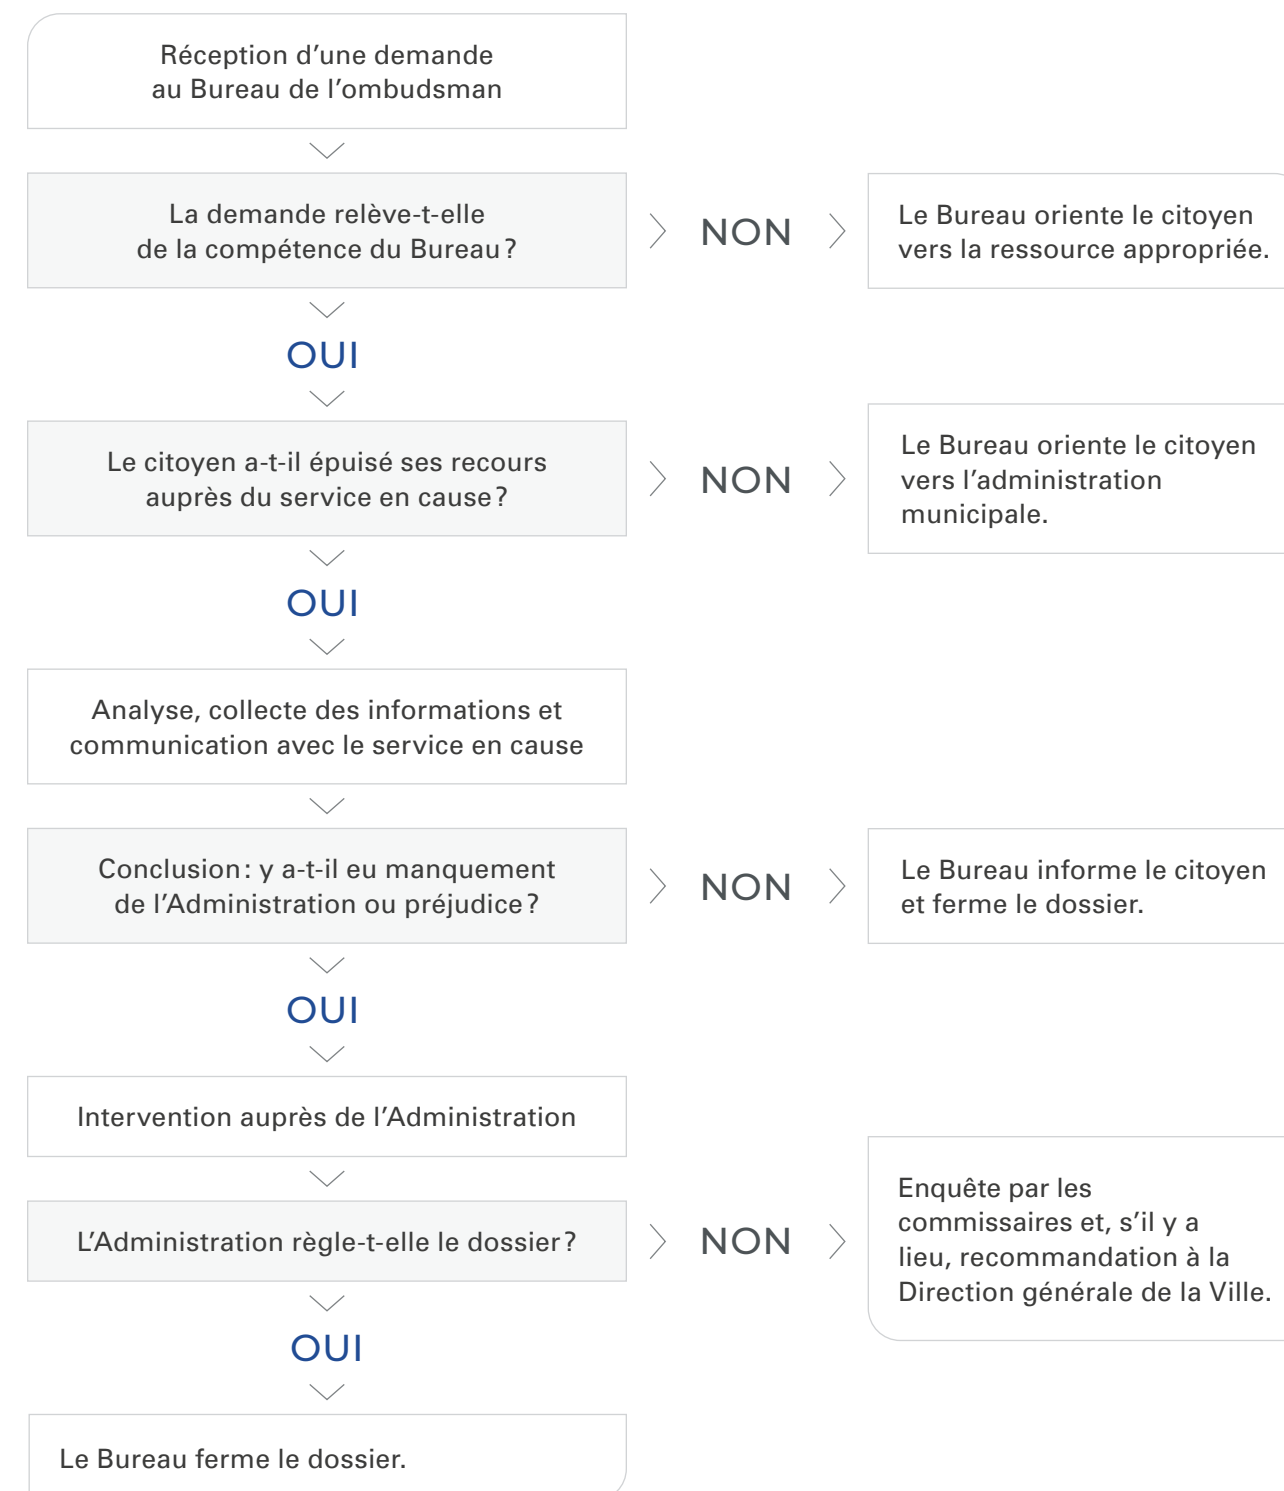 Réception d’une demande
au Bureau de l’ombudsman
La demande relève-t-elle
de la compétence du Bureau ?
NON
Le Bureau oriente le citoyen
vers la ressource appropriée.
OUI
Le citoyen a-t-il épuisé ses recours
auprès du service en cause ?
NON
Le Bureau oriente le citoyen
vers l’administration
municipale.
OUI
Analyse, collecte des informations et
communication avec le service en cause
Conclusion : y a-t-il eu manquement
de l’Administration ou préjudice ?
NON
Le Bureau informe le citoyen
et ferme le dossier.
OUI
Intervention auprès de l’Administration
L’Administration règle-t-elle le dossier ?
NON
Enquête par les
commissaires et, s’il y a
lieu, recommandation à la
Direction générale de la Ville.
OUI
Le Bureau ferme le dossier.